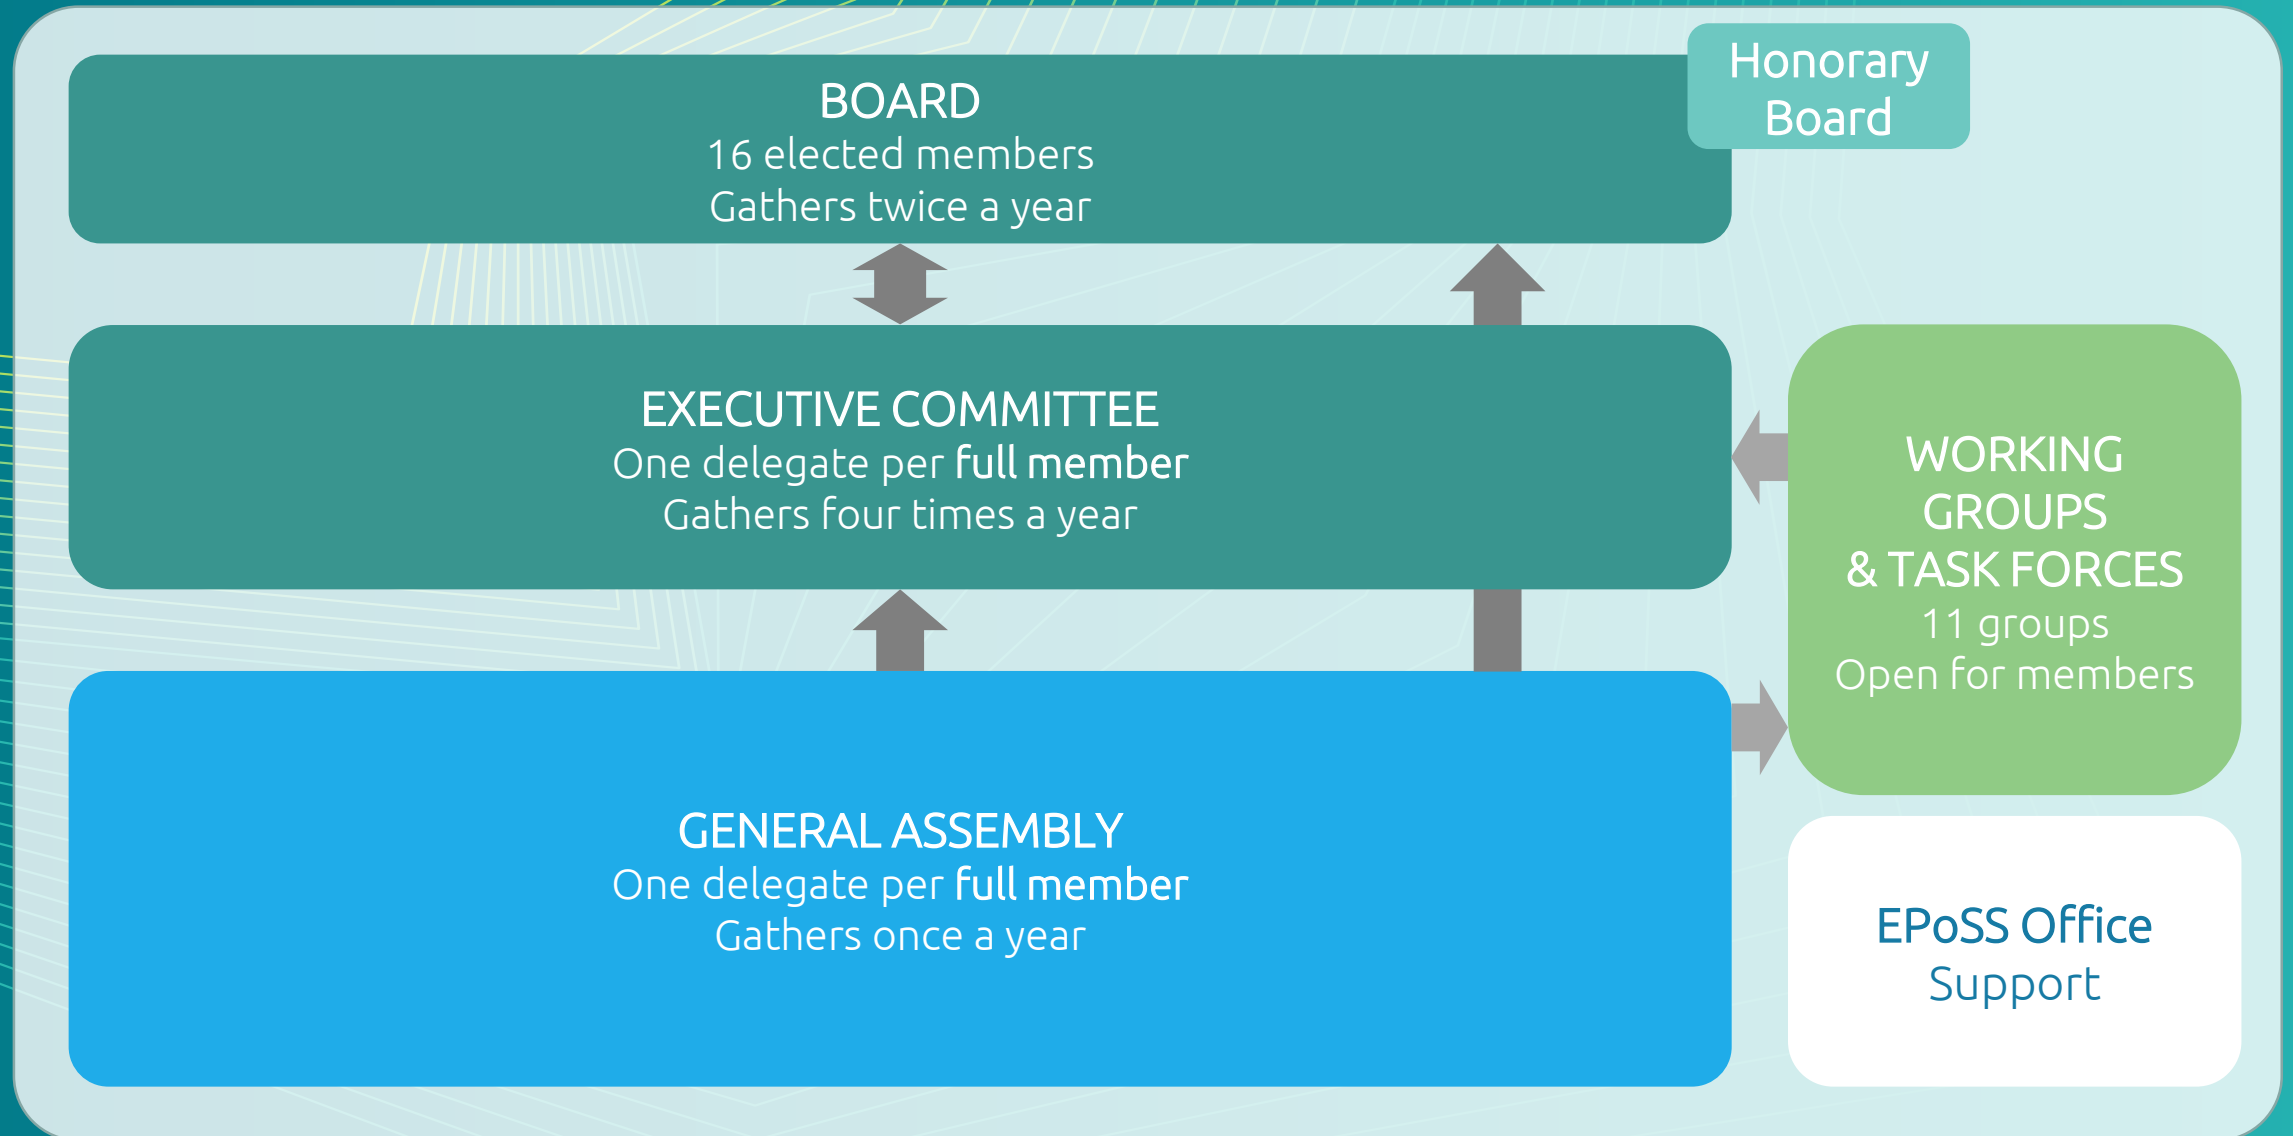 Honorary
Board
BOARD
16 elected members
Gathers twice a year
EXECUTIVE COMMITTEE
One delegate per full member
Gathers four times a year
WORKING
GROUPS
& TASK FORCES
11 groups
Open for members
GENERAL ASSEMBLY
One delegate per full member
Gathers once a year
EPoSS Office
Support